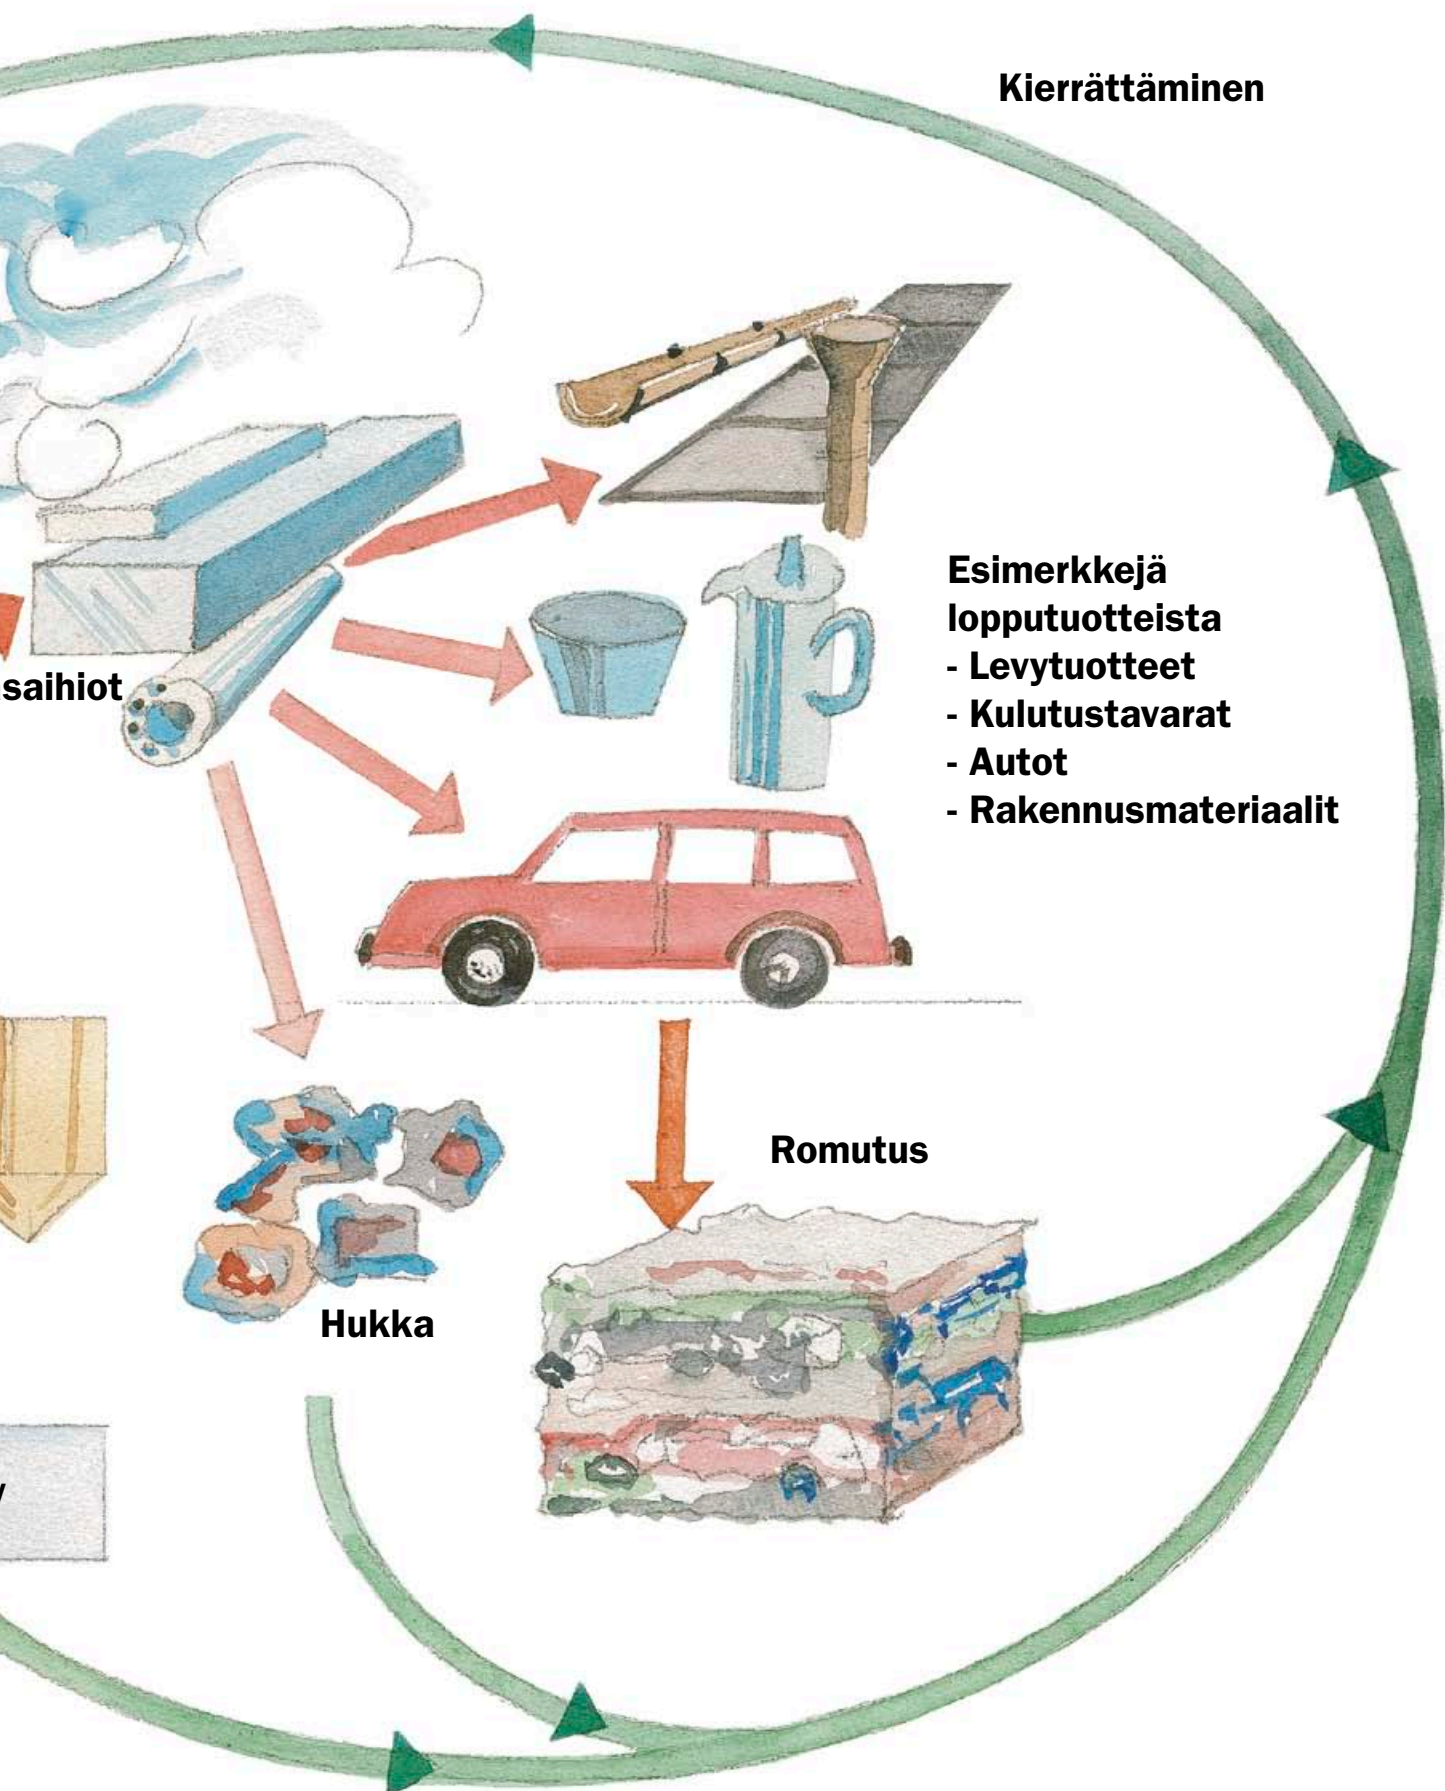 Kierrättäminen
Esimerkkejä
lopputuotteista
- Levytuotteet
- Kulutustavarat
- Autot
- Rakennusmateriaalit
saihiot
Romutus
Hukka